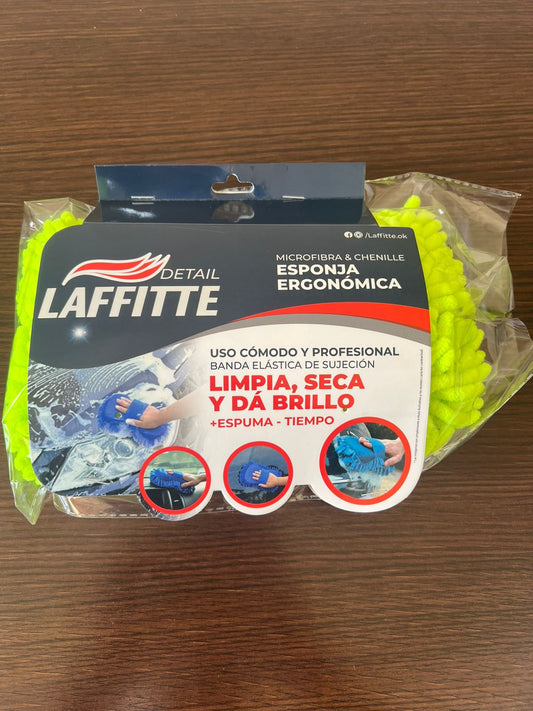 /Laffitte.ok
DETAIL
LAFFITTE
MICROFIBRA & CHENILLE
ESPONJA
ERGONÓMICA
USO CÓMODO Y PROFESIONAL
BANDA ELÁSTICA DE SUJECIÓN
LIMPIA, SECA
Y DÁ BRILLO
+ESPUMA - TIEMPO